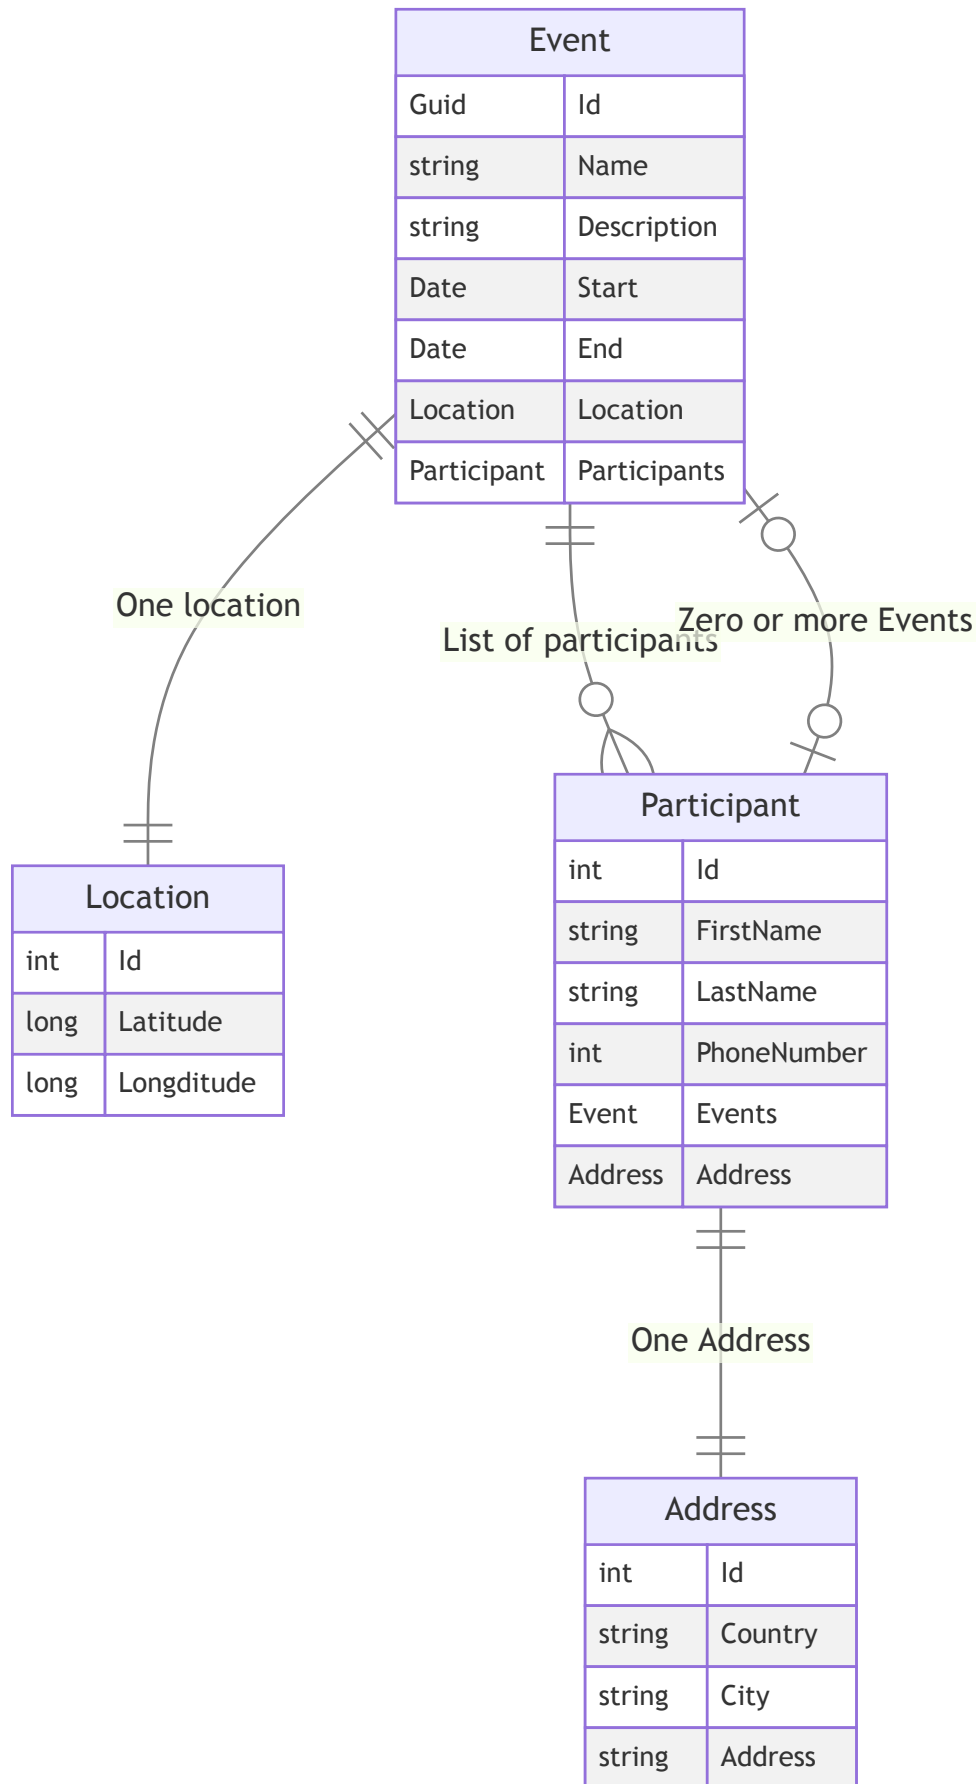 Event
Guid Id
string Name
string Description
Date Start
Date End
Location Location
Participant Participants
One location
List of participants
Zero or more Events
Location
int Id
long Latitude
long Longditude
Participant
int Id
string FirstName
string LastName
int PhoneNumber
Event Events
Address Address
One Address
Address
int Id
string Country
string City
string Address